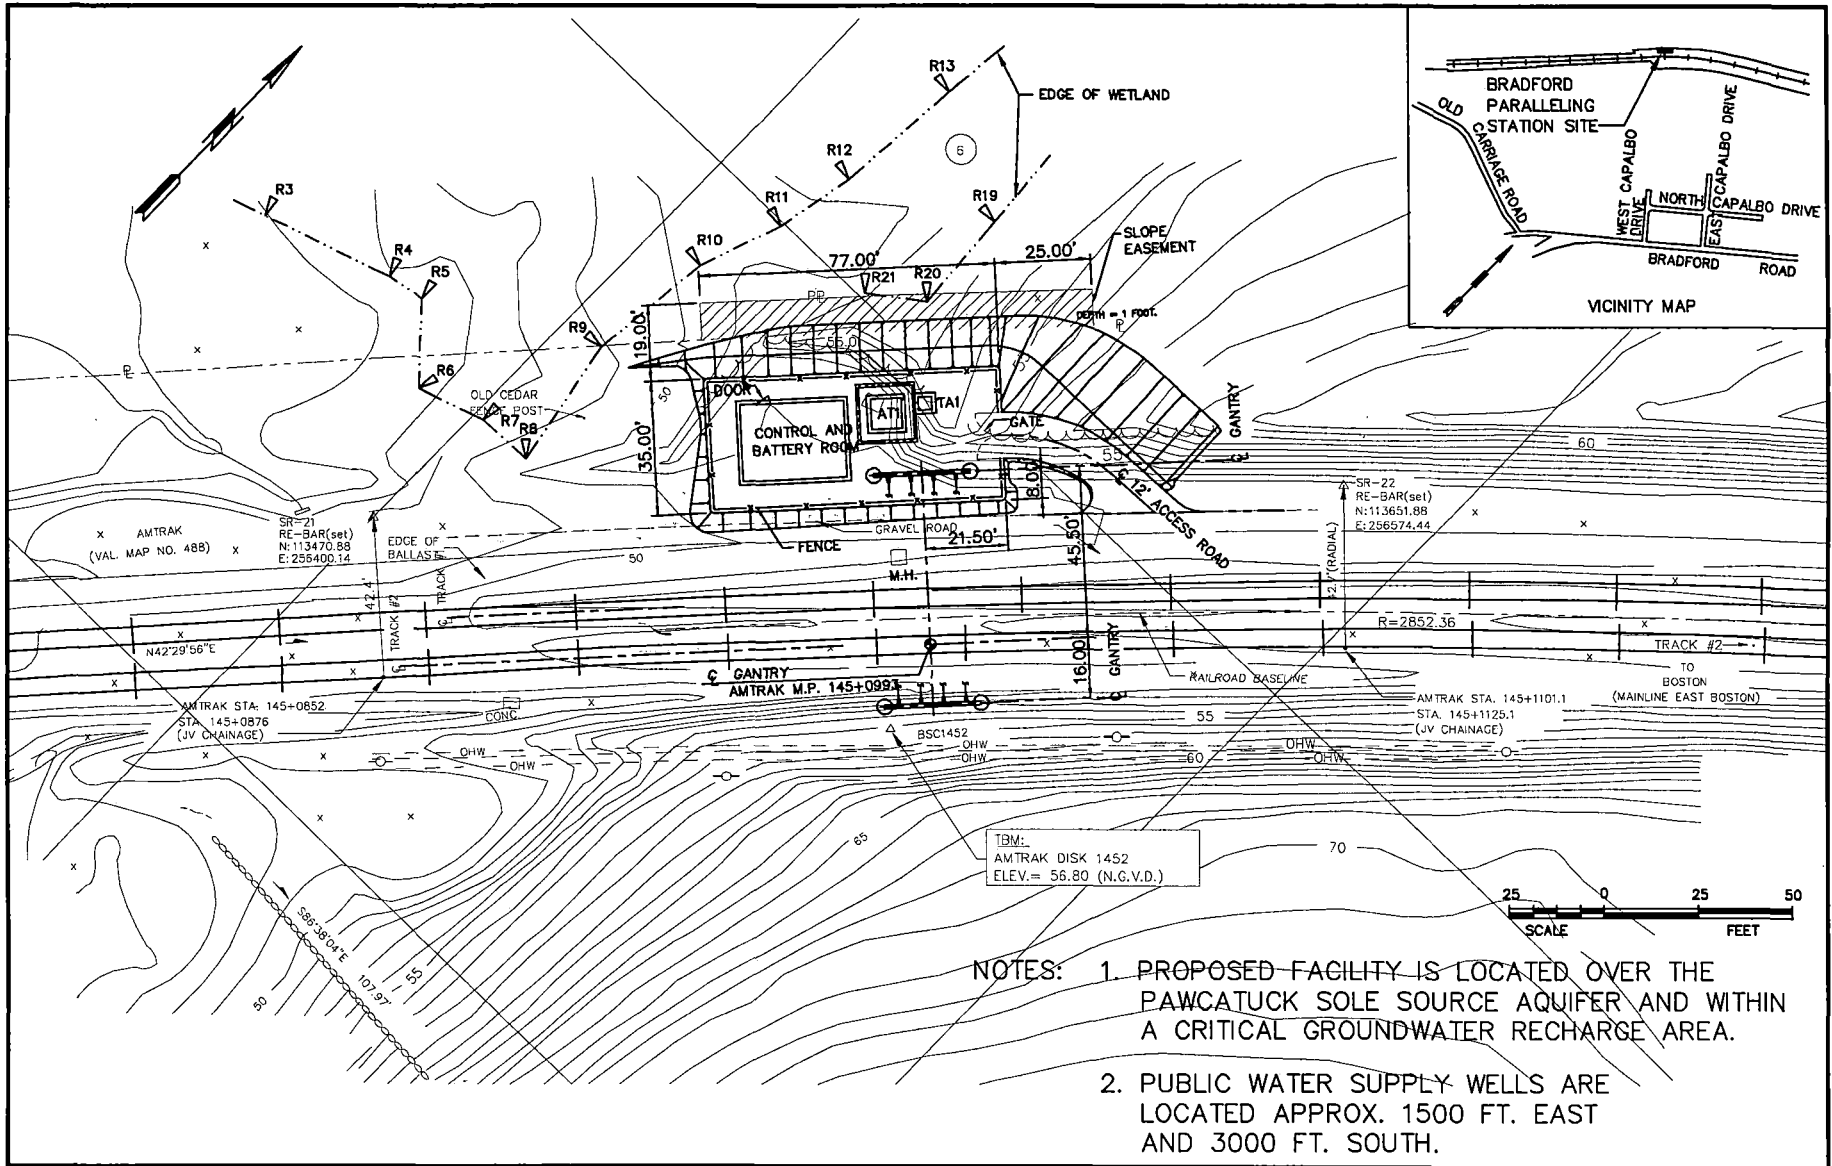 R13
EDGE OF WETLAND
R12
6
R3
R11
R19
R4
R10
SLOPE
EASEMENT
77.00'
25.00'
R5
R21
R20
DEPTH = 1 FOOT.
R9
19.00'
55.0
55
R6
OLD CEDAR
FENCE POST
R7
R8
50
DOOR
AT1
TA1
CONTROL AND
BATTERY ROOM
GATE
GANTRY
60
35.00'
55
8.00'
℄ 12' ACCESS ROAD
SR-22
RE-BAR(set)
N:113651.88
E:256574.44
AMTRAK
(VAL. MAP NO. 48B)
SR-21
RE-BAR(set)
N:113470.88
E:256400.14
EDGE OF
BALLAST
50
GRAVEL ROAD
FENCE
21.50'
45.50'
M.H.
42.4'
TRACK #2
TRACK
(RADIAL)
R=2852.36
N42°29'56"E
TRACK #2
TO
BOSTON
(MAINLINE EAST BOSTON)
℄ GANTRY
AMTRAK M.P. 145+0993
16.00'
GANTRY
RAILROAD BASELINE
AMTRAK STA. 145+0852
STA. 145+0876
(JV CHAINAGE)
CONC.
AMTRAK STA. 145+1101.1
STA. 145+1125.1
(JV CHAINAGE)
55
BSC1452
OHW
OHW
OHW
OHW
60
OHW
OHW
65
70
TBM:
AMTRAK DISK 1452
ELEV.= 56.80 (N.G.V.D.)
S86°38'04"E 107.97'
50
55
25 0 25 50
SCALE FEET
BRADFORD
PARALLELING
STATION SITE
OLD CARRIAGE ROAD
WEST CAPALBO
DRIVE
NORTH CAPALBO DRIVE
EAST CAPALBO DRIVE
BRADFORD ROAD
VICINITY MAP
NOTES: 1. PROPOSED FACILITY IS LOCATED OVER THE
PAWCATUCK SOLE SOURCE AQUIFER AND WITHIN
A CRITICAL GROUNDWATER RECHARGE AREA.
2. PUBLIC WATER SUPPLY WELLS ARE
LOCATED APPROX. 1500 FT. EAST
AND 3000 FT. SOUTH.